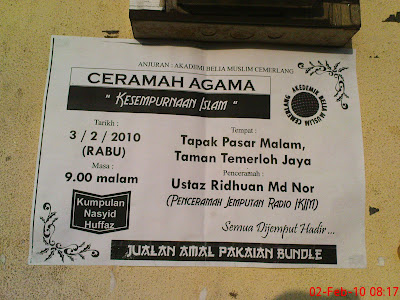 ANJURAN : AKADEMI BELIA MUSLIM CEMERLANG
CERAMAH AGAMA
" KESEMPURNAAN ISLAM "
AKADEMIK BELIA MUSLIM CEMERLANG
Tarikh :
3 / 2 / 2010
(RABU)
Masa :
9.00 malam
Kumpulan
Nasyid
Huffaz
Tempat :
Tapak Pasar Malam,
Taman Temerloh Jaya
Penceramah :
Ustaz Ridhuan Md Nor
(PENCERAMAH JEMPUTAN RADIO IKIM)
Semua Dijemput Hadir ...
JUALAN AMAL PAKAIAN BUNDLE
02-Feb-10 08:17